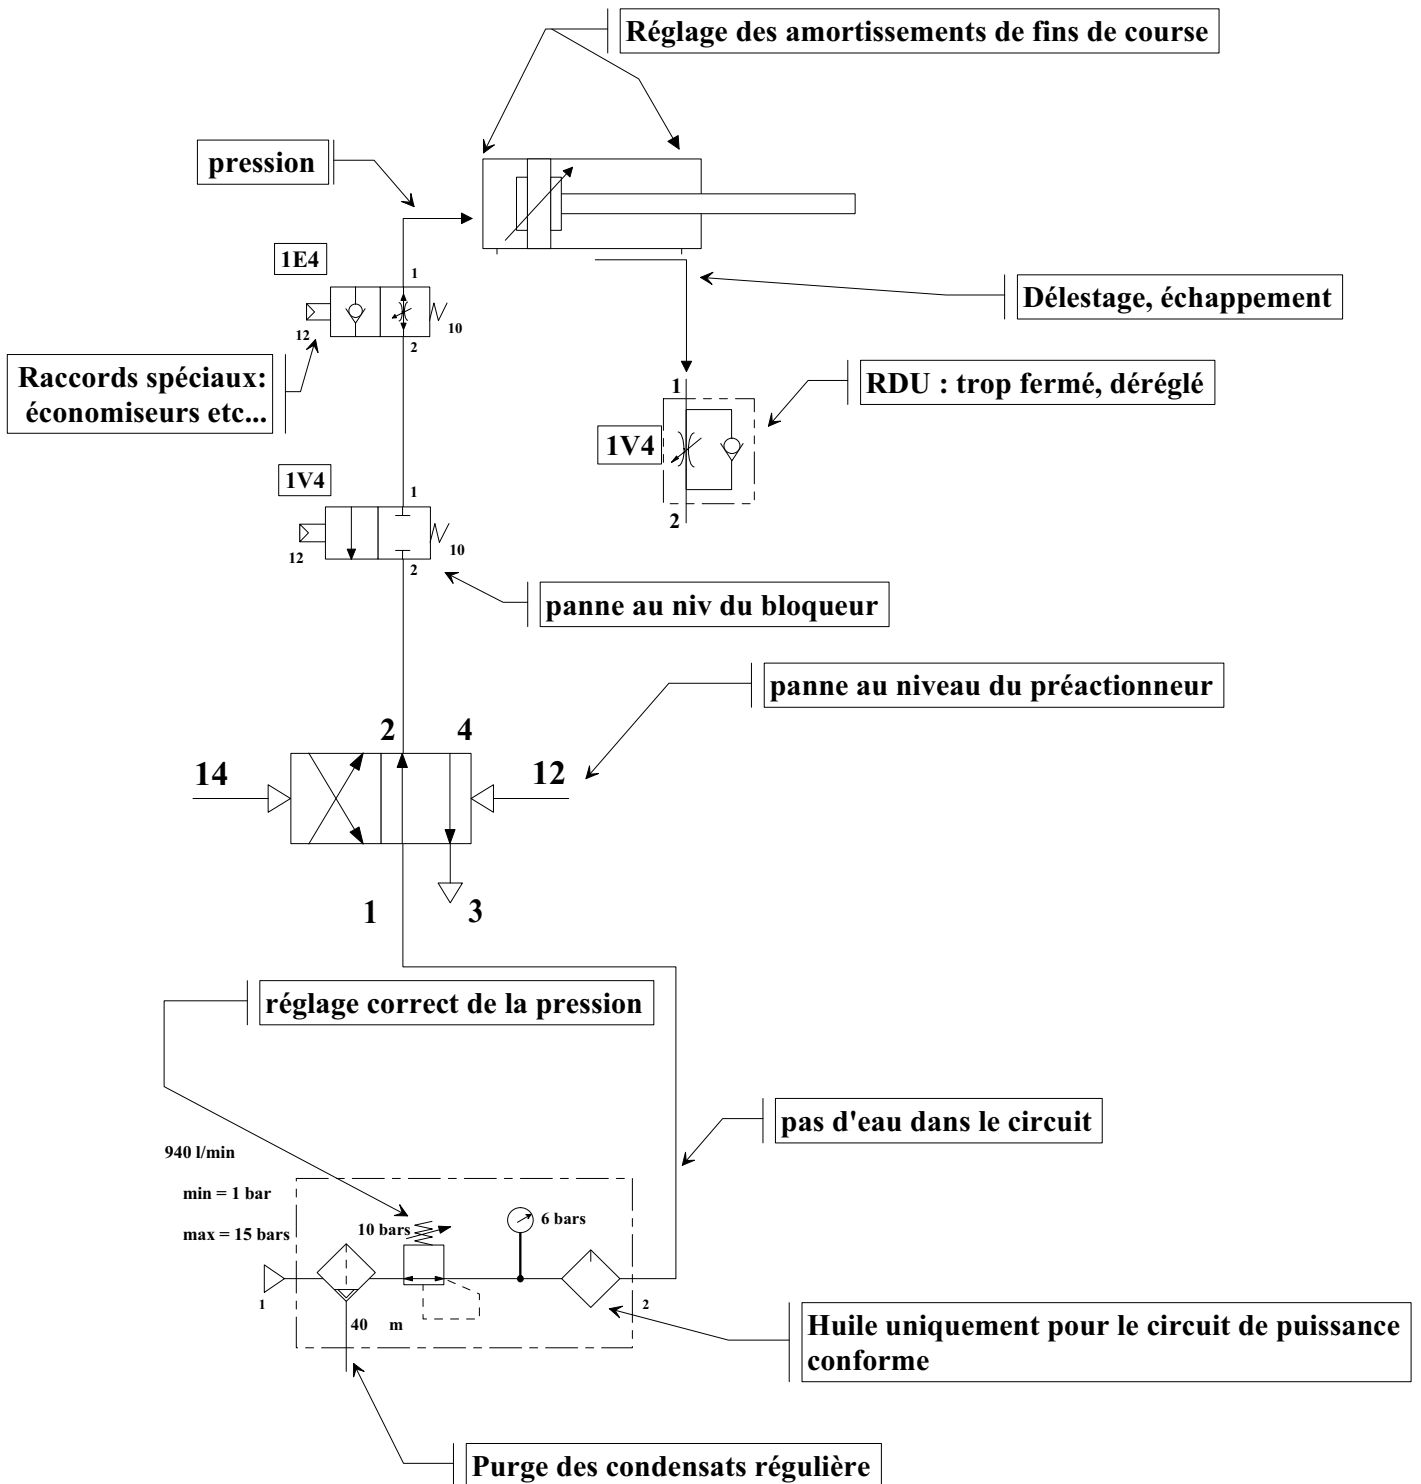 Réglage des amortissements de fins de course
pression
1E4
1
12
10
2
Délestage, échappement
Raccords spéciaux:
économiseurs etc...
RDU : trop fermé, déréglé
1
1V4
2
1V4
1
12
10
2
panne au niv du bloqueur
panne au niveau du préactionneur
2
4
14
12
1
3
réglage correct de la pression
pas d'eau dans le circuit
940 l/min
min = 1 bar
max = 15 bars
10 bars
6 bars
1
2
40 m
Huile uniquement pour le circuit de puissance
conforme
Purge des condensats régulière